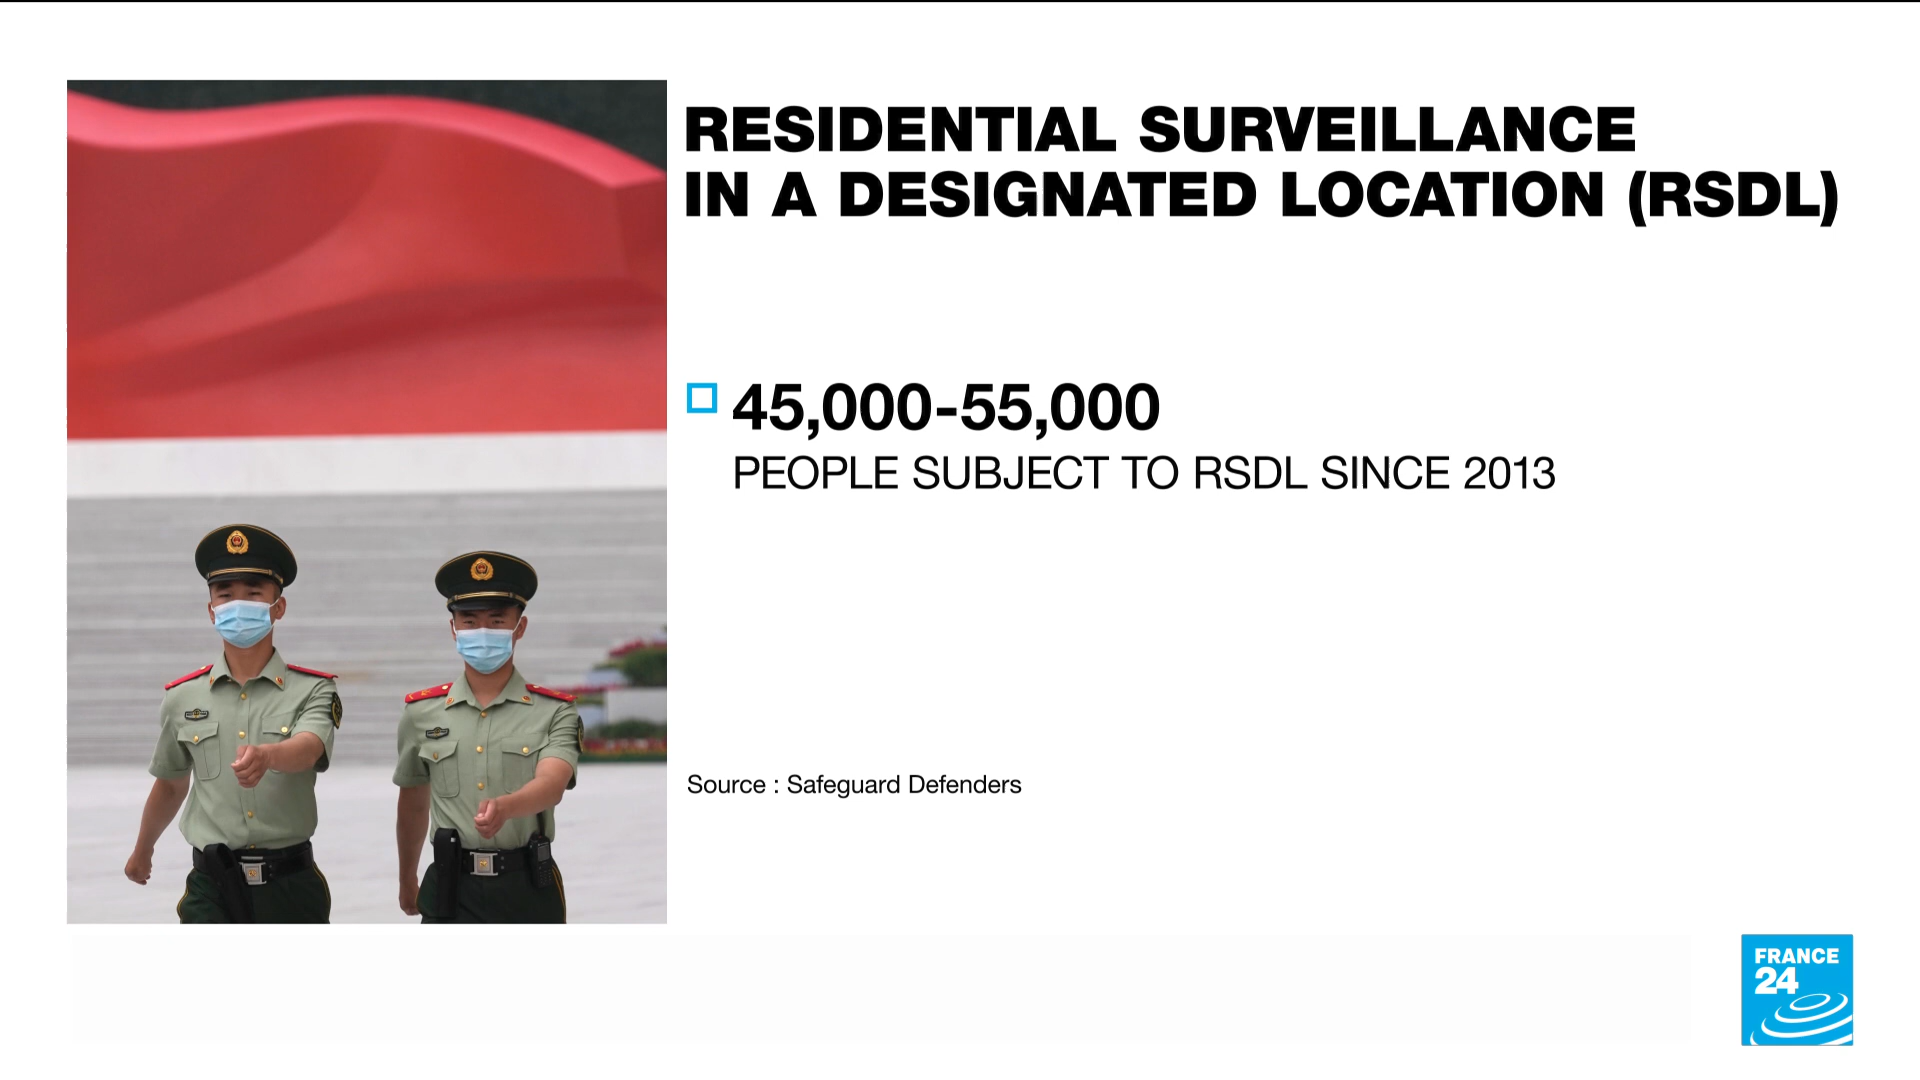 RESIDENTIAL SURVEILLANCE
IN A DESIGNATED LOCATION (RSDL)
45,000-55,000
PEOPLE SUBJECT TO RSDL SINCE 2013
Source : Safeguard Defenders
FRANCE
24